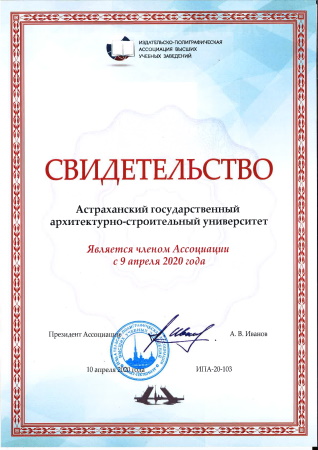 ИЗДАТЕЛЬСКО-ПОЛИГРАФИЧЕСКАЯ
АССОЦИАЦИЯ ВЫСШИХ
УЧЕБНЫХ ЗАВЕДЕНИЙ
СВИДЕТЕЛЬСТВО
Астраханский государственный
архитектурно-строительный университет
Является членом Ассоциации
с 9 апреля 2020 года
Президент Ассоциации А. В. Иванов
10 апреля 2020 года ИПА-20-103